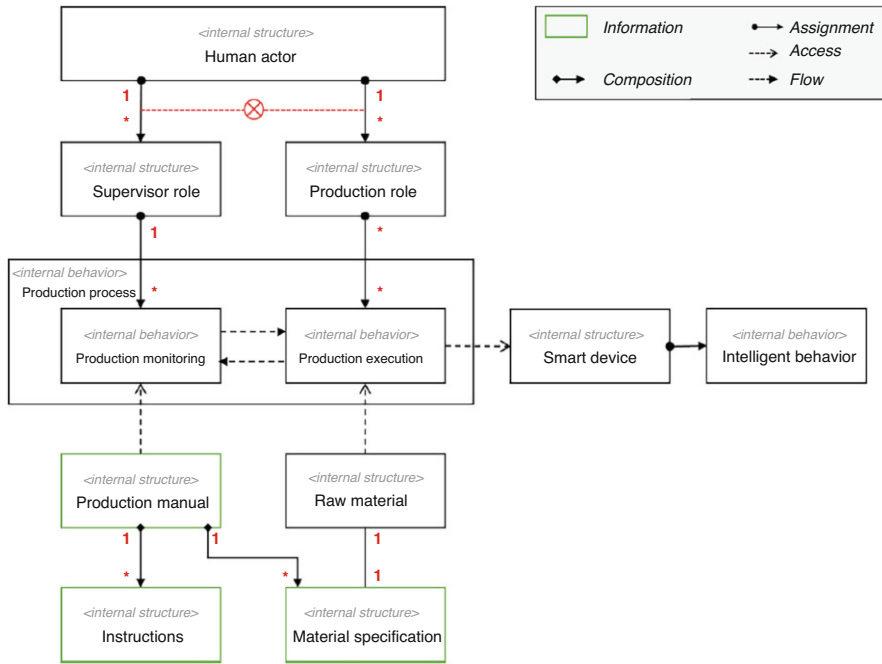 <internal structure>
Human actor
Information
Assignment
Access
Composition
Flow
1
1
*
*
<internal structure>
Supervisor role
<internal structure>
Production role
1
*
<internal behavior>
Production process
*
*
<internal behavior>
Production monitoring
<internal behavior>
Production execution
<internal structure>
Smart device
<internal behavior>
Intelligent behavior
<internal structure>
Production manual
<internal structure>
Raw material
1
1
1
*
*
1
<internal structure>
Instructions
<internal structure>
Material specification